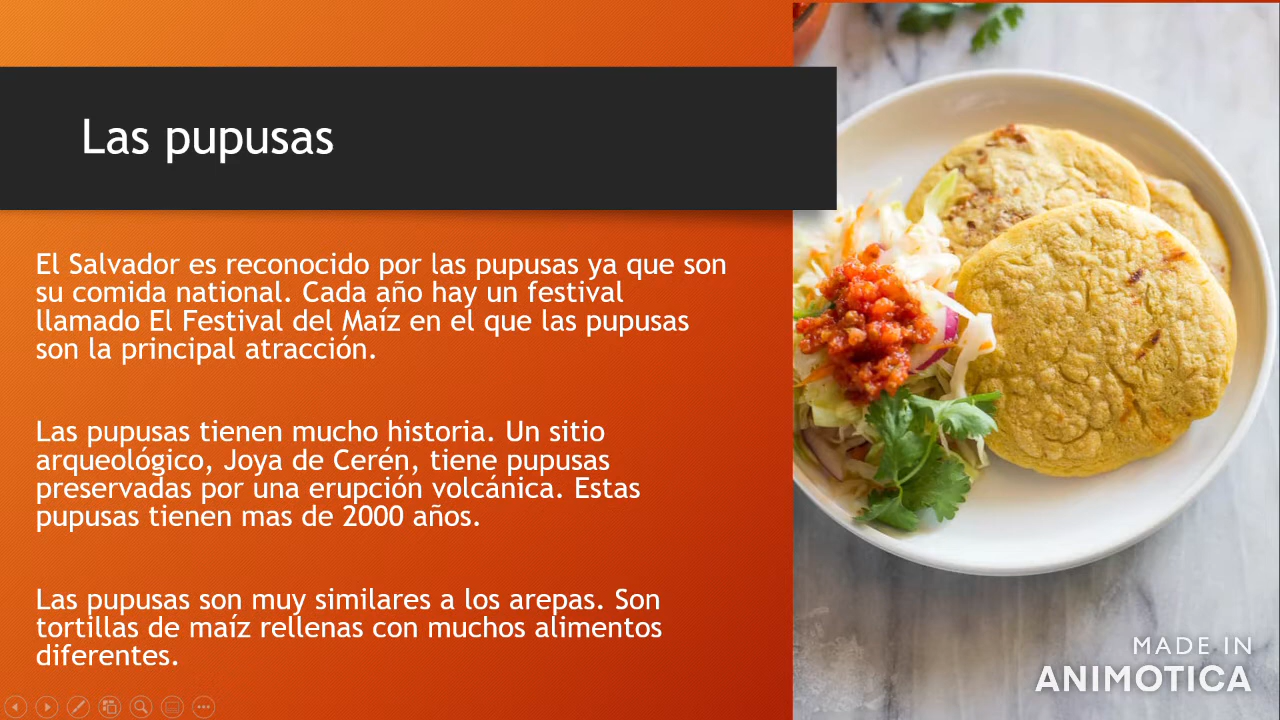 Las pupusas
El Salvador es reconocido por las pupusas ya que son
su comida national. Cada año hay un festival
llamado El Festival del Maíz en el que las pupusas
son la principal atracción.
Las pupusas tienen mucho historia. Un sitio
arqueológico, Joya de Cerén, tiene pupusas
preservadas por una erupción volcánica. Estas
pupusas tienen mas de 2000 años.
Las pupusas son muy similares a los arepas. Son
tortillas de maíz rellenas con muchos alimentos
diferentes.
MADE IN
ANIMOTICA